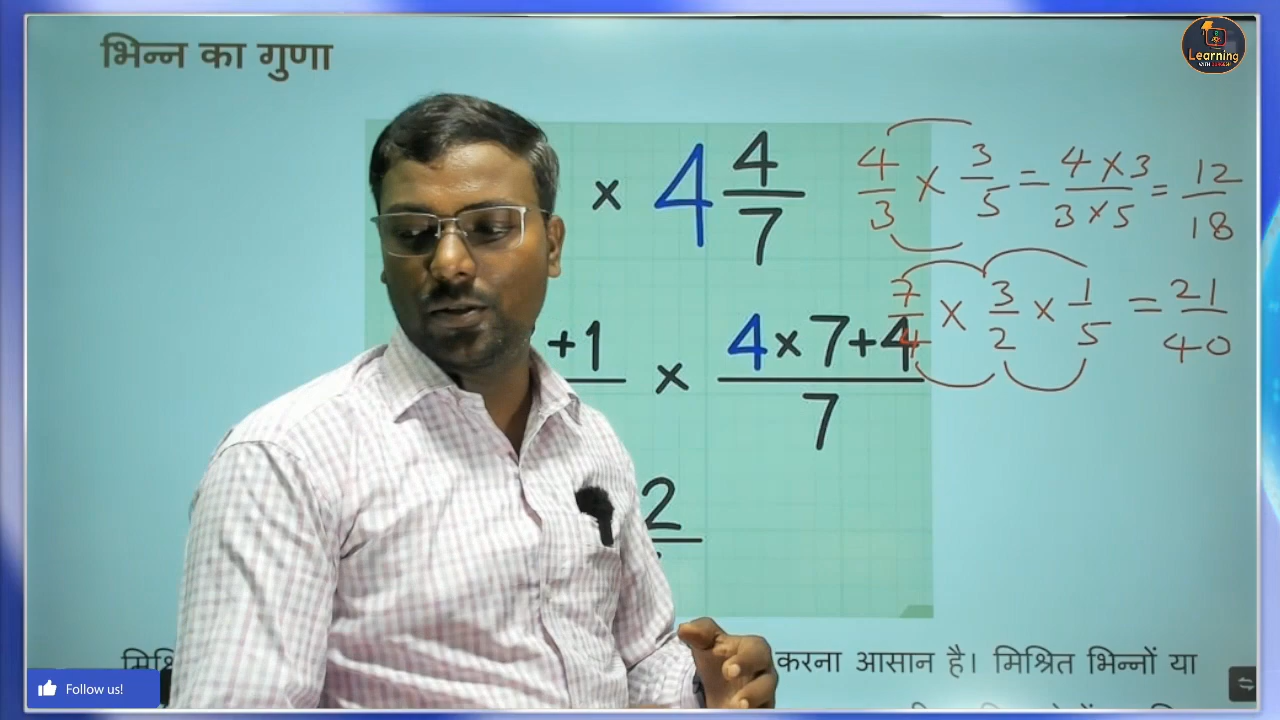 भिन्न का गुणा
Learning
× 4 4/7
4/3 × 3/5 = 4×3/3×5 = 12/18
7/4 × 3/2 × 1/5 = 21/40
+1 × 4×7+4/7
2
करना आसान है। मिश्रित भिन्नों या
Follow us!